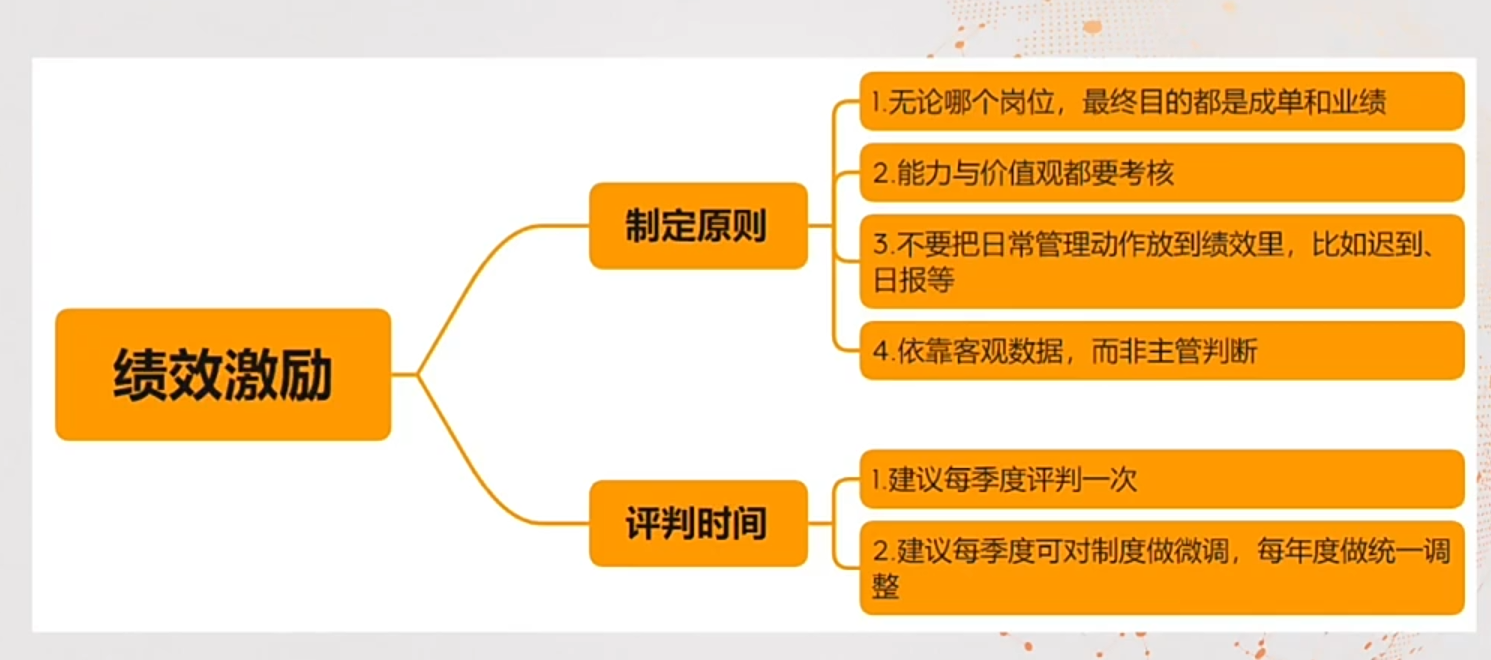 绩效激励
制定原则
1.无论哪个岗位，最终目的都是成单和业绩
2.能力与价值观都要考核
3.不要把日常管理动作放到绩效里，比如迟到、
日报等
4.依靠客观数据，而非主管判断
评判时间
1.建议每季度评判一次
2.建议每季度可对制度做微调，每年度做统一调
整